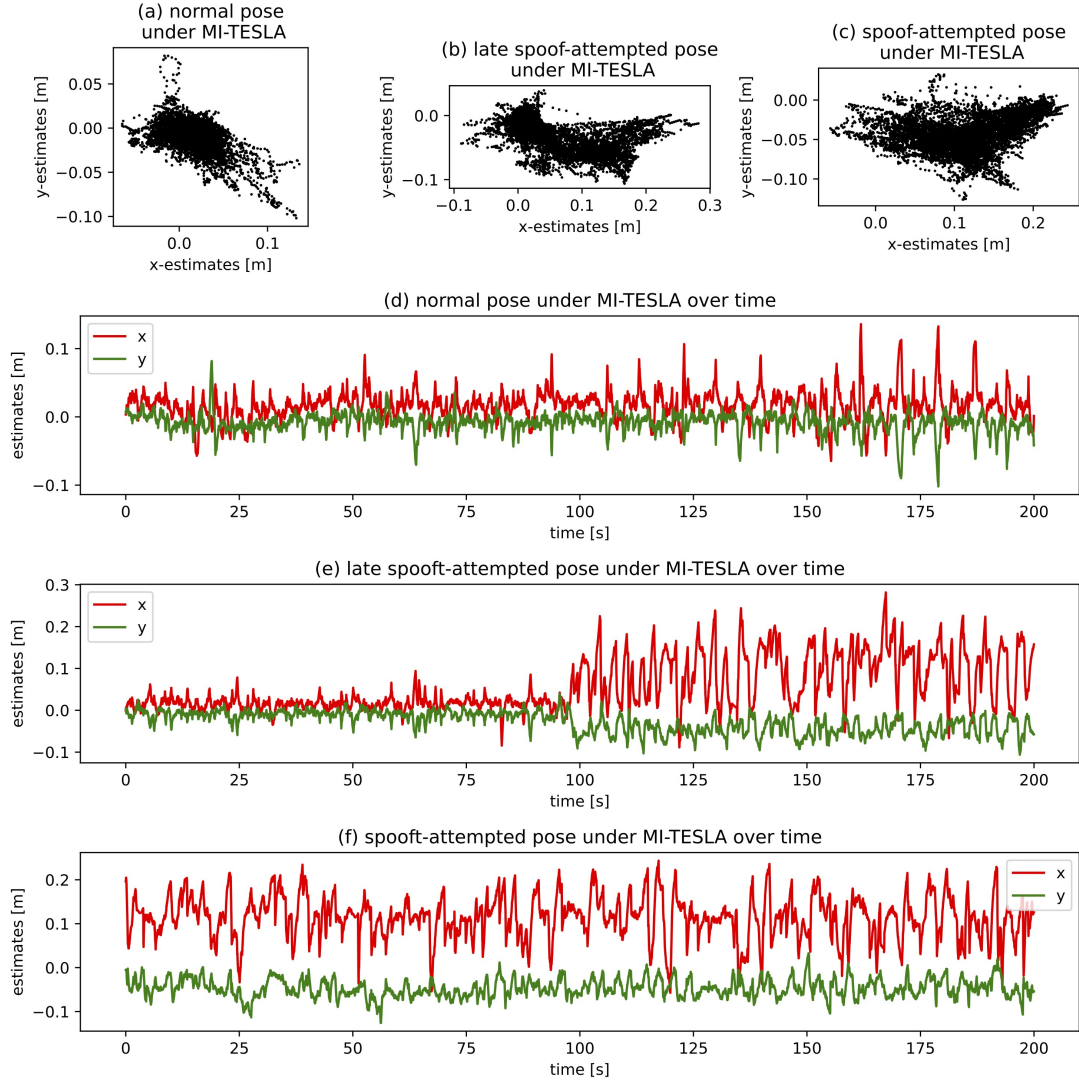 (a) normal pose
under MI-TESLA
y-estimates [m]
0.05
0.00
−0.05
−0.10
0.0 0.1
x-estimates [m]
(b) late spoof-attempted pose
under MI-TESLA
y-estimates [m]
0.0
−0.1
−0.1 0.0 0.1 0.2 0.3
x-estimates [m]
(c) spoof-attempted pose
under MI-TESLA
y-estimates [m]
0.00
−0.05
−0.10
0.0 0.1 0.2
x-estimates [m]
(d) normal pose under MI-TESLA over time
x
y
estimates [m]
0.1
0.0
−0.1
0 25 50 75 100 125 150 175 200
time [s]
(e) late spooft-attempted pose under MI-TESLA over time
x
y
estimates [m]
0.3
0.2
0.1
0.0
−0.1
0 25 50 75 100 125 150 175 200
time [s]
(f) spooft-attempted pose under MI-TESLA over time
x
y
estimates [m]
0.2
0.1
0.0
−0.1
0 25 50 75 100 125 150 175 200
time [s]